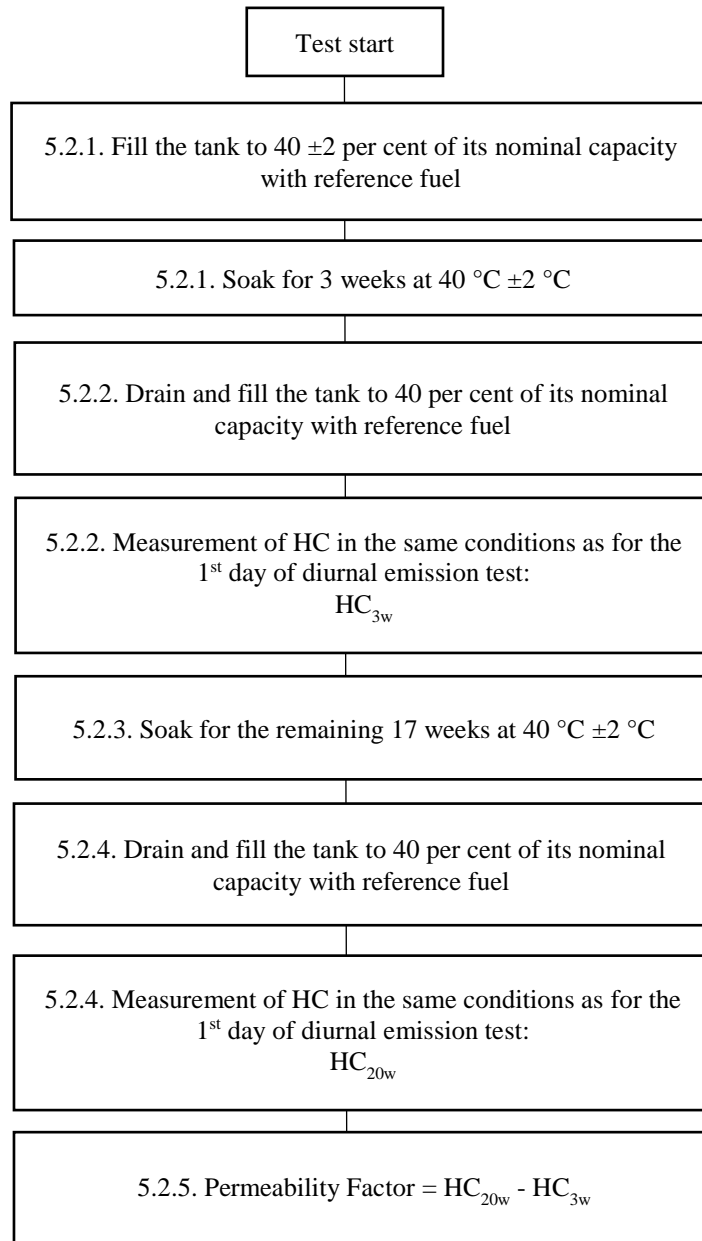 Test start
5.2.1. Fill the tank to 40 ±2 per cent of its nominal capacity
with reference fuel
5.2.1. Soak for 3 weeks at 40 °C ±2 °C
5.2.2. Drain and fill the tank to 40 per cent of its nominal
capacity with reference fuel
5.2.2. Measurement of HC in the same conditions as for the
1st day of diurnal emission test:
HC3w
5.2.3. Soak for the remaining 17 weeks at 40 °C ±2 °C
5.2.4. Drain and fill the tank to 40 per cent of its nominal
capacity with reference fuel
5.2.4. Measurement of HC in the same conditions as for the
1st day of diurnal emission test:
HC20w
5.2.5. Permeability Factor = HC20w - HC3w